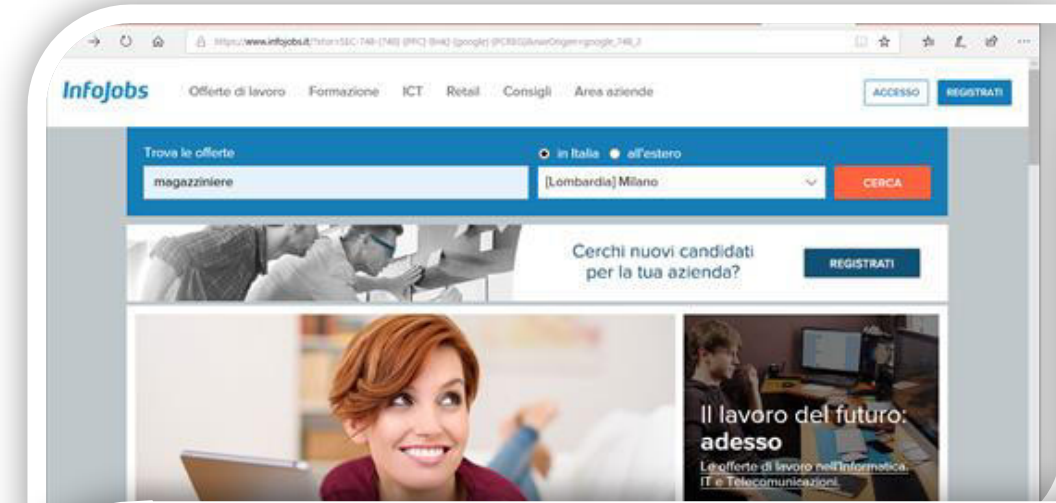 www.infojobs.it
InfoJobs
Offerte di lavoro Formazione ICT Retail Consigli Area aziende
ACCESSO
REGISTRATI
Trova le offerte
in Italia all'estero
magazziniere
[Lombardia] Milano
CERCA
Cerchi nuovi candidati
per la tua azienda?
REGISTRATI
Il lavoro del futuro:
adesso
Le offerte di lavoro nell'Informatica,
IT e Telecomunicazioni.